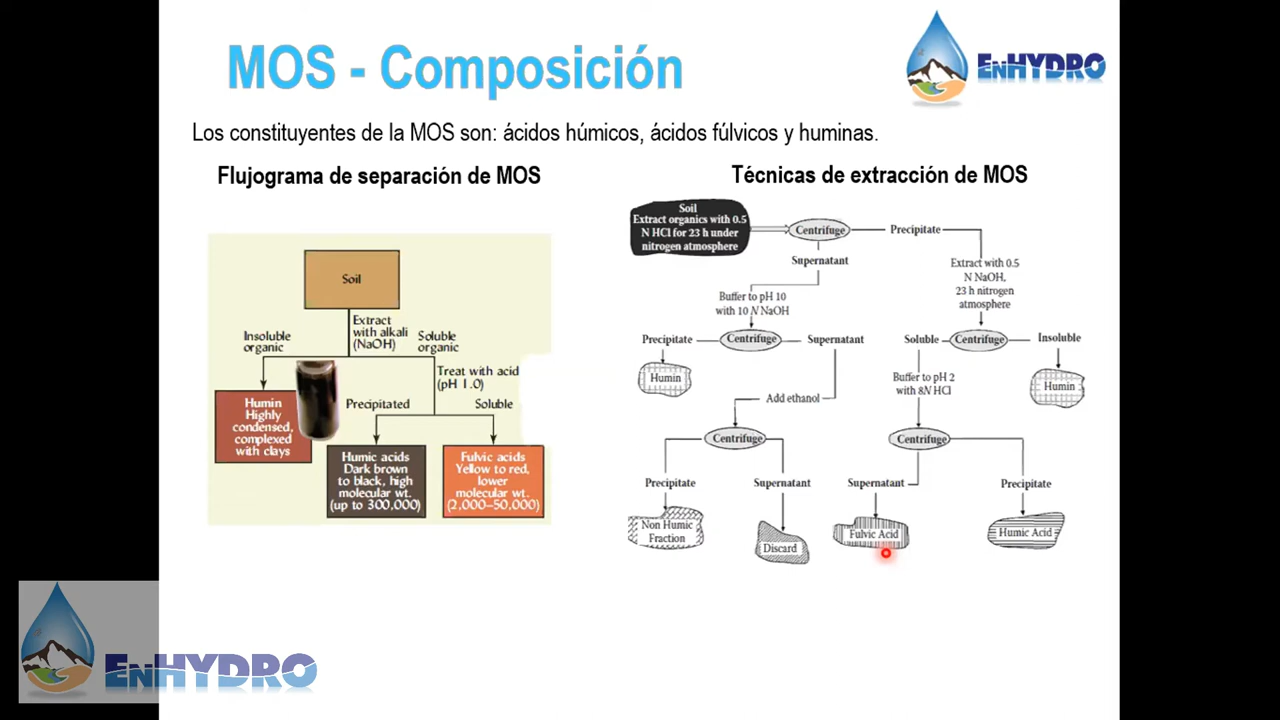 MOS - Composición
EnHYDRO
Los constituyentes de la MOS son: ácidos húmicos, ácidos fúlvicos y huminas.
Flujograma de separación de MOS
Soil
Extract
with alkali
(NaOH)
Insoluble
organic
Soluble
organic
Treat with acid
(pH 1.0)
Precipitated
Soluble
Humin
Highly
condensed,
complexed
with clays
Humic acids
Dark brown
to black, high
molecular wt.
(up to 300,000)
Fulvic acids
Yellow to red,
lower
molecular wt.
(2,000–50,000)
Técnicas de extracción de MOS
Soil
Extract organics with 0.5
N HCl for 23 h under
nitrogen atmosphere
Centrifuge
Precipitate
Supernatant
Extract with 0.5
N NaOH,
23 h nitrogen
atmosphere
Buffer to pH 10
with 10 N NaOH
Precipitate
Centrifuge
Supernatant
Soluble
Centrifuge
Insoluble
Humin
Buffer to pH 2
with 8N HCl
Humin
Add ethanol
Centrifuge
Centrifuge
Precipitate
Supernatant
Supernatant
Precipitate
Non Humic
Fraction
Discard
Fulvic Acid
Humic Acid
EnHYDRO